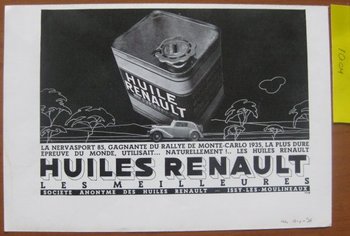 HUILE
RENAULT
LA NERVASPORT 85, GAGNANTE DU RALLYE DE MONTE-CARLO 1935, LA PLUS DURE
ÉPREUVE DU MONDE, UTILISAIT... NATURELLEMENT !.. LES HUILES RENAULT
HUILES RENAULT
LES MEILLEURES
SOCIÉTÉ ANONYME DES HUILES RENAULT — ISSY-LES-MOULINEAUX